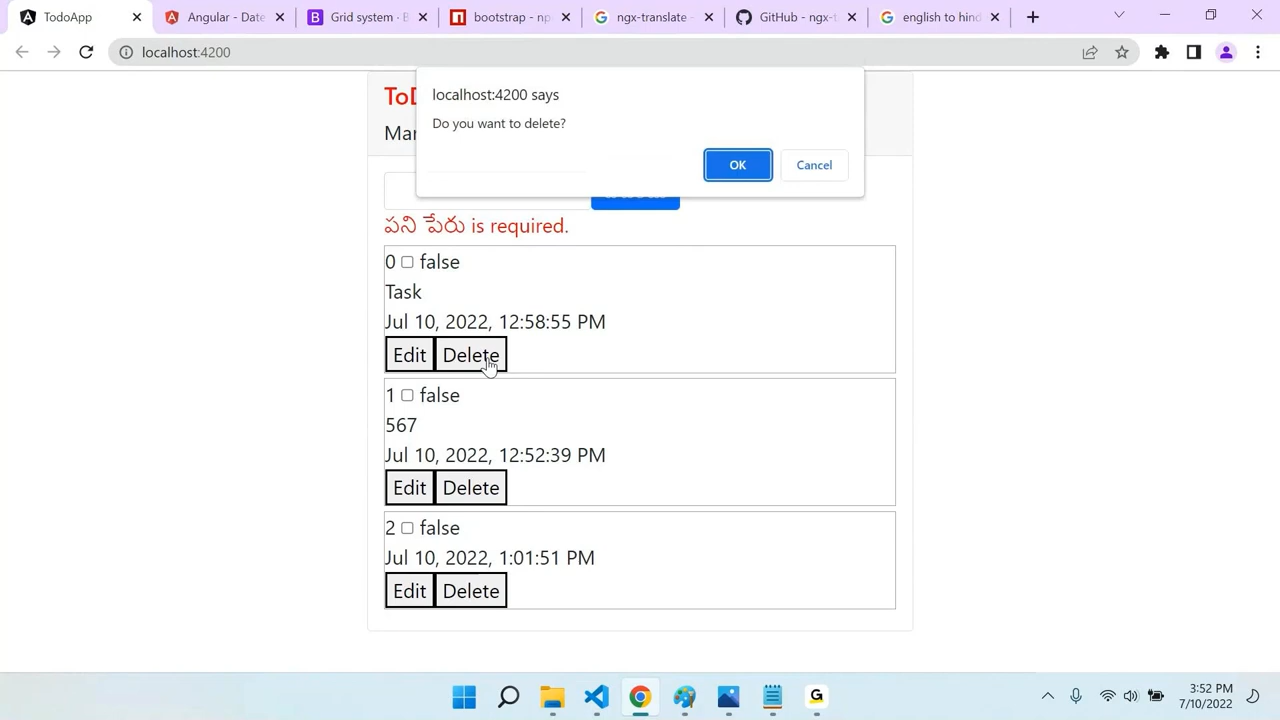 TodoApp
Angular - Date
Grid system · B
bootstrap - np
ngx-translate -
GitHub - ngx-t
english to hind
localhost:4200
localhost:4200 says
Do you want to delete?
OK
Cancel
పని పేరు is required.
0 false
Task
Jul 10, 2022, 12:58:55 PM
Edit Delete
1 false
567
Jul 10, 2022, 12:52:39 PM
Edit Delete
2 false
Jul 10, 2022, 1:01:51 PM
Edit Delete
3:52 PM
7/10/2022